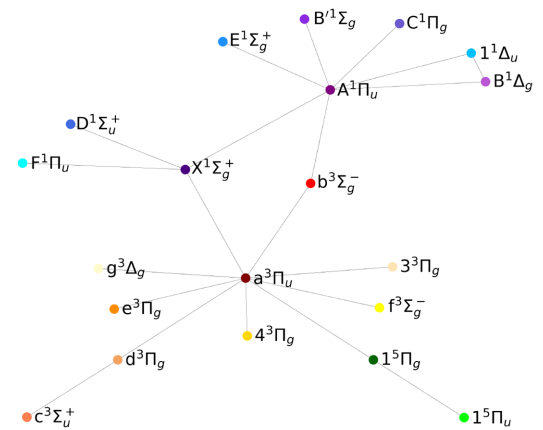 B′¹Σg
C¹Πg
E¹Σg⁺
1¹Δu
B¹Δg
A¹Πu
D¹Σu⁺
F¹Πu
X¹Σg⁺
b³Σg⁻
g³Δg
3³Πg
a³Πu
e³Πg
f³Σg⁻
4³Πg
d³Πg
1⁵Πg
c³Σu⁺
1⁵Πu